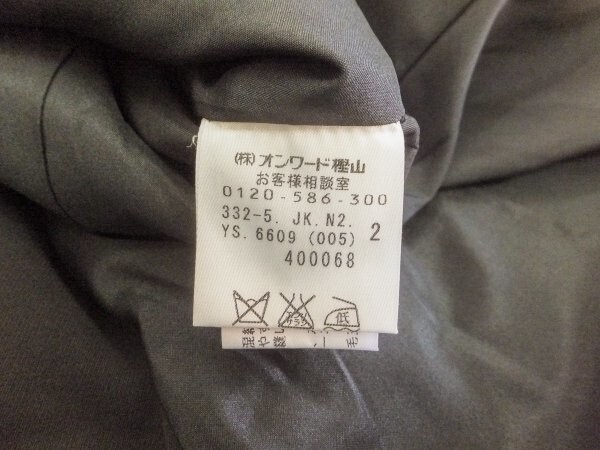 (株)オンワード樫山
お客様相談室
0120-586-300
332-5. JK. N2.
YS. 6609 (005) 2
400068
低